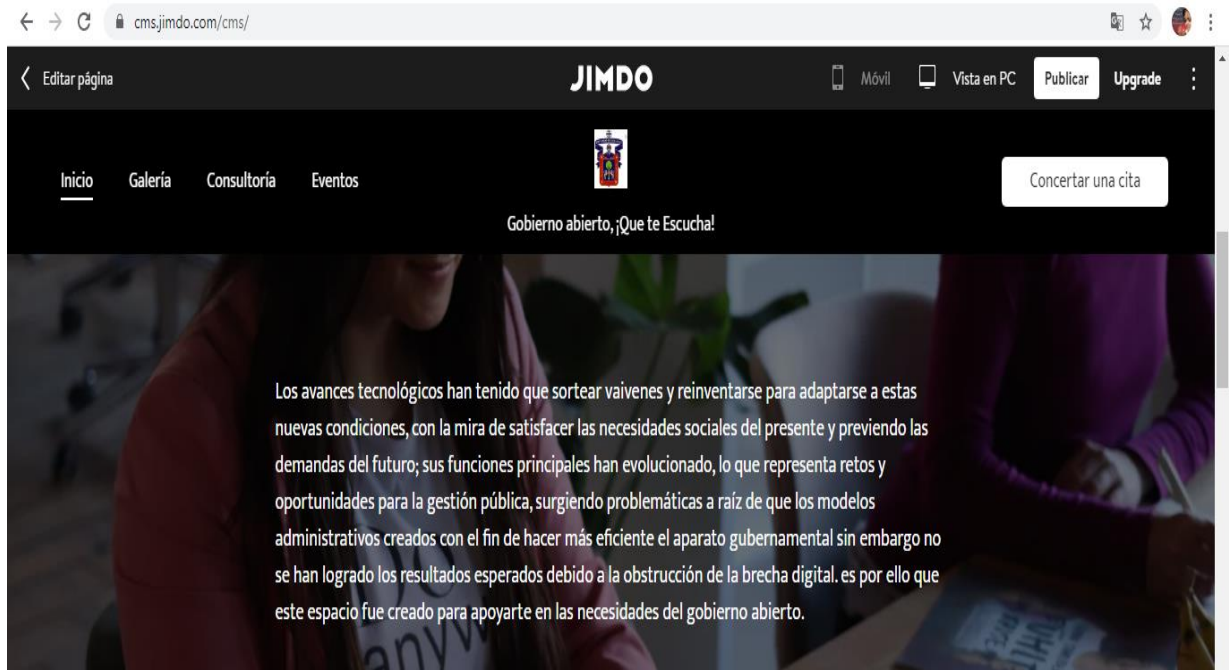 cms.jimdo.com/cms/
Editar página
JIMDO
Móvil
Vista en PC
Publicar
Upgrade
Inicio
Galería
Consultoría
Eventos
Concertar una cita
Gobierno abierto, ¡Que te Escucha!
Los avances tecnológicos han tenido que sortear vaivenes y reinventarse para adaptarse a estas
nuevas condiciones, con la mira de satisfacer las necesidades sociales del presente y previendo las
demandas del futuro; sus funciones principales han evolucionado, lo que representa retos y
oportunidades para la gestión pública, surgiendo problemáticas a raíz de que los modelos
administrativos creados con el fin de hacer más eficiente el aparato gubernamental sin embargo no
se han logrado los resultados esperados debido a la obstrucción de la brecha digital. es por ello que
este espacio fue creado para apoyarte en las necesidades del gobierno abierto.